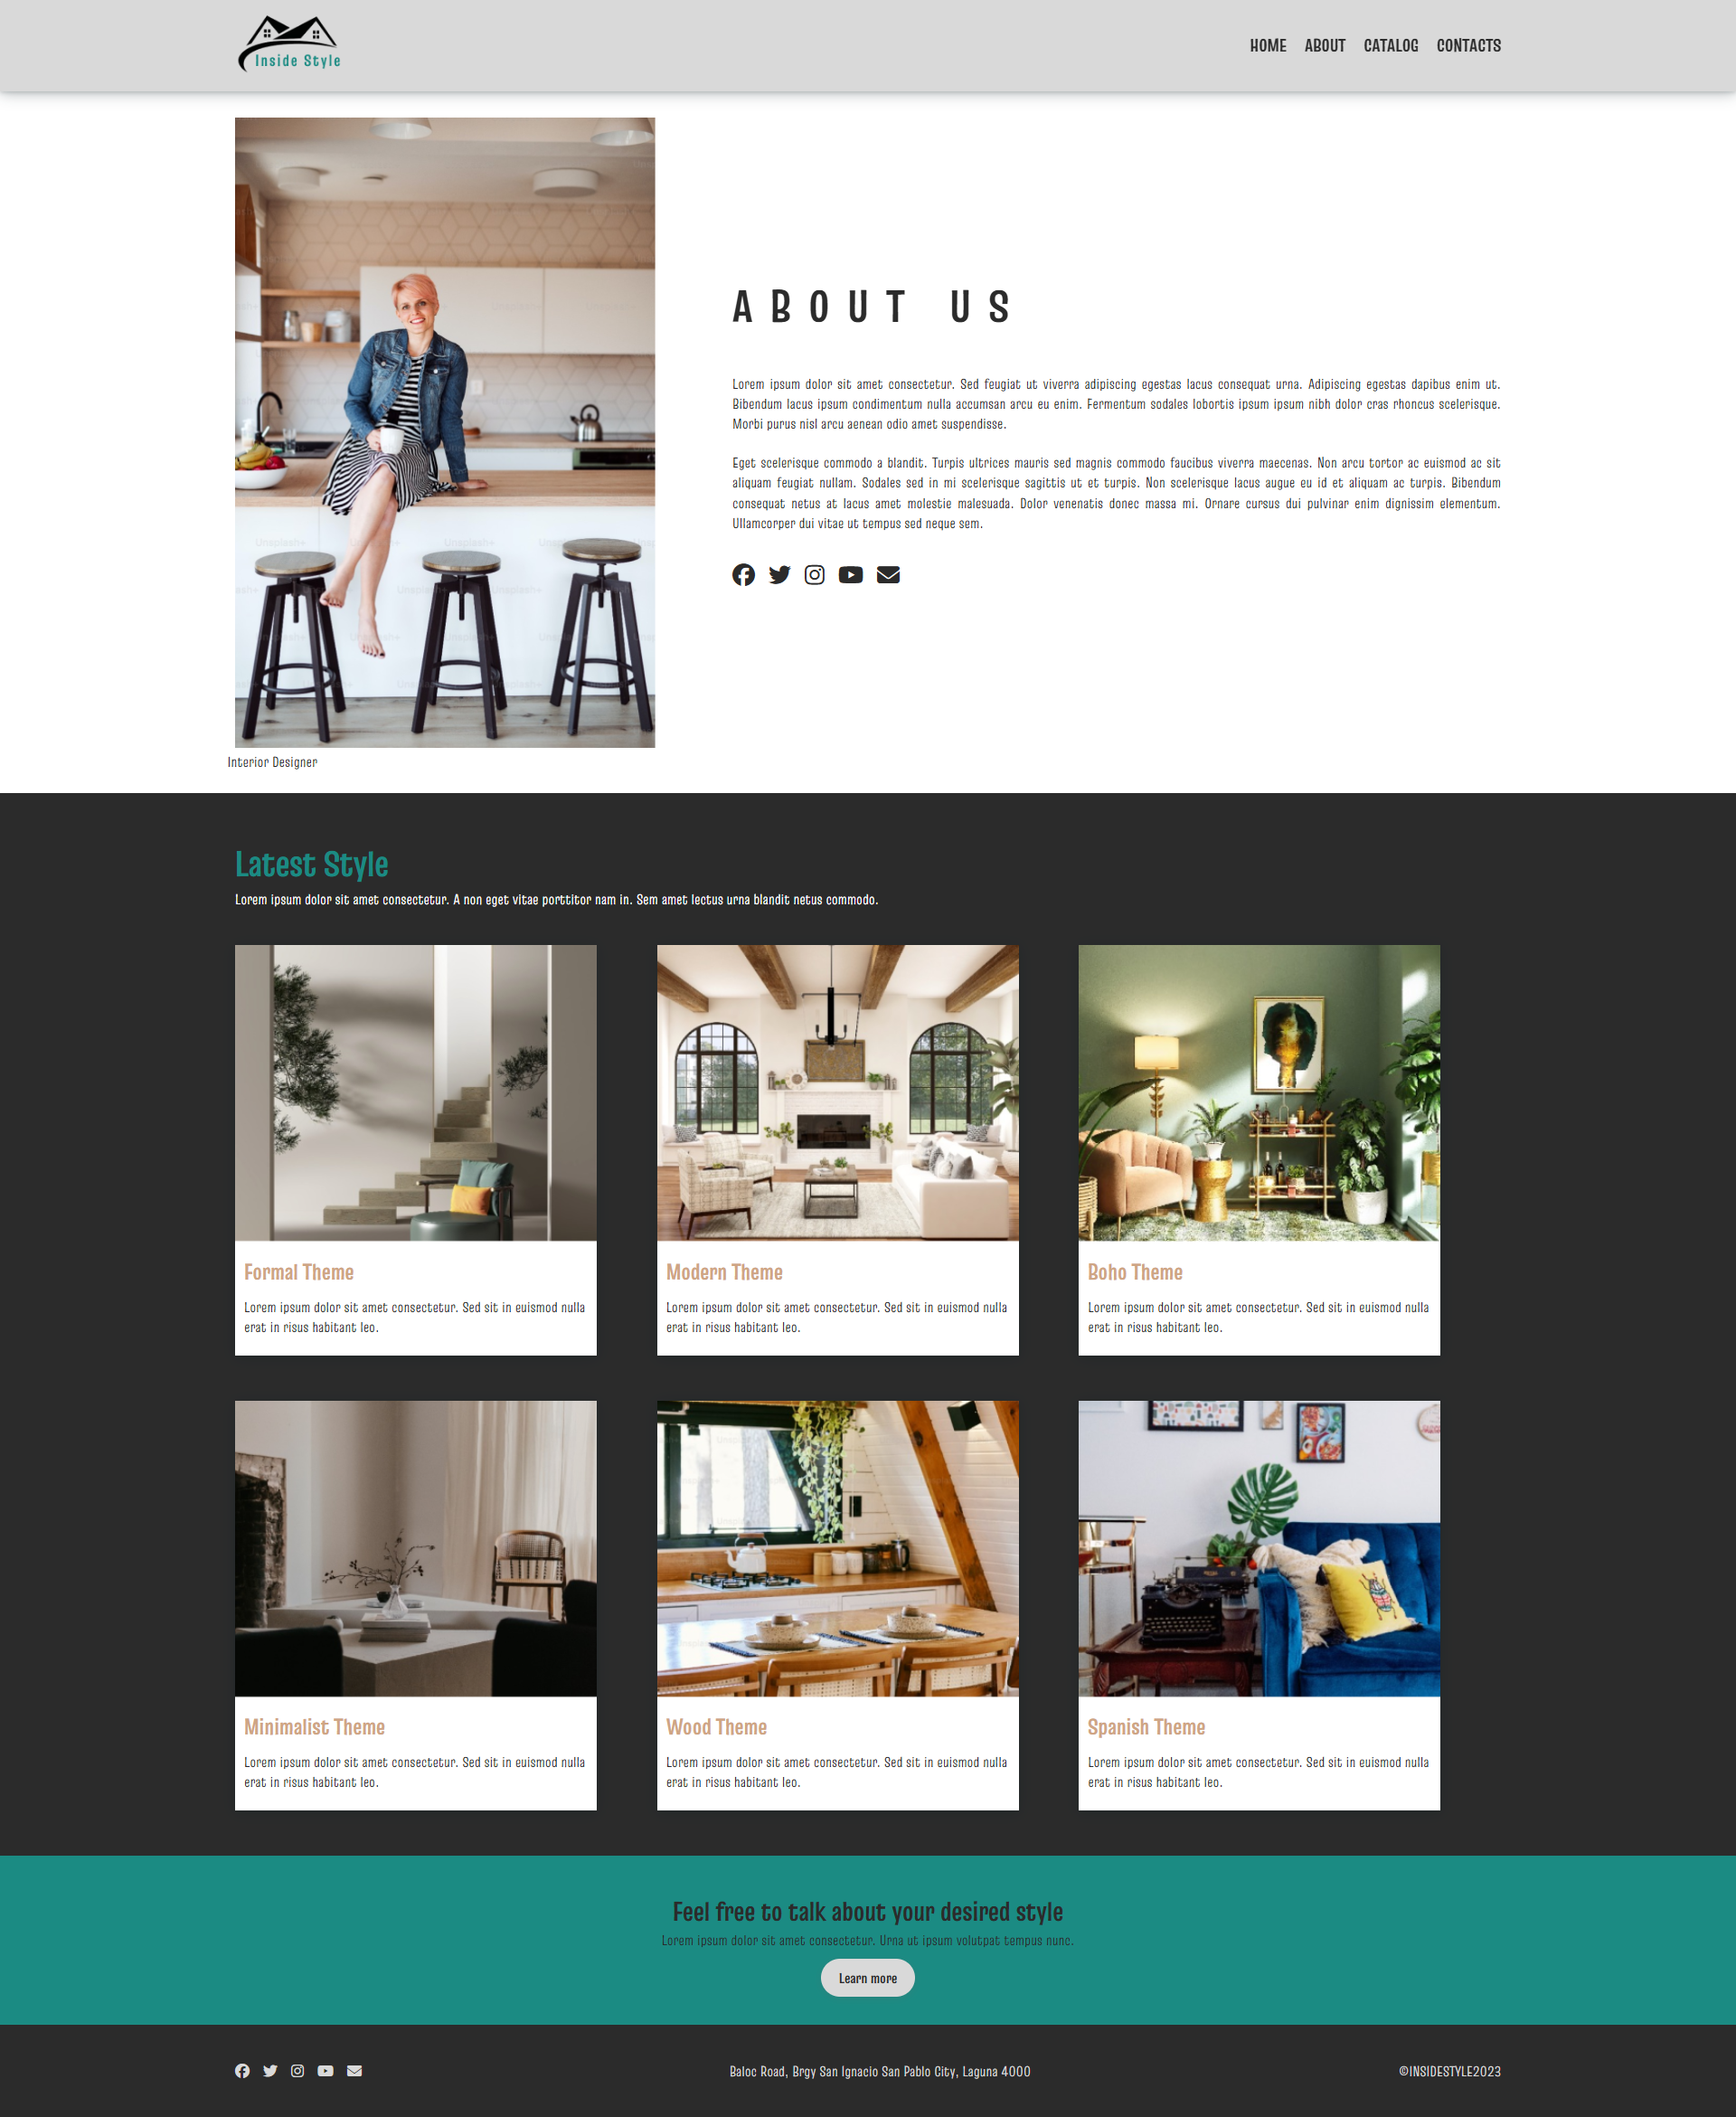 Inside Style
HOME ABOUT CATALOG CONTACTS
ABOUT US
Lorem ipsum dolor sit amet consectetur. Sed feugiat ut viverra adipiscing egestas lacus consequat urna. Adipiscing egestas dapibus enim ut.
Bibendum lacus ipsum condimentum nulla accumsan arcu eu enim. Fermentum sodales lobortis ipsum ipsum nibh dolor cras rhoncus scelerisque.
Morbi purus nisl arcu aenean odio amet suspendisse.
Eget scelerisque commodo a blandit. Turpis ultrices mauris sed magnis commodo faucibus viverra maecenas. Non arcu tortor ac euismod ac sit
aliquam feugiat nullam. Sodales sed in mi scelerisque sagittis ut et turpis. Non scelerisque lacus augue eu id et aliquam ac turpis. Bibendum
consequat netus at lacus amet molestie malesuada. Dolor venenatis donec massa mi. Ornare cursus dui pulvinar enim dignissim elementum.
Ullamcorper dui vitae ut tempus sed neque sem.
Interior Designer
Latest Style
Lorem ipsum dolor sit amet consectetur. A non eget vitae porttitor nam in. Sem amet lectus urna blandit netus commodo.
Formal Theme
Lorem ipsum dolor sit amet consectetur. Sed sit in euismod nulla
erat in risus habitant leo.
Modern Theme
Lorem ipsum dolor sit amet consectetur. Sed sit in euismod nulla
erat in risus habitant leo.
Boho Theme
Lorem ipsum dolor sit amet consectetur. Sed sit in euismod nulla
erat in risus habitant leo.
Minimalist Theme
Lorem ipsum dolor sit amet consectetur. Sed sit in euismod nulla
erat in risus habitant leo.
Wood Theme
Lorem ipsum dolor sit amet consectetur. Sed sit in euismod nulla
erat in risus habitant leo.
Spanish Theme
Lorem ipsum dolor sit amet consectetur. Sed sit in euismod nulla
erat in risus habitant leo.
Feel free to talk about your desired style
Lorem ipsum dolor sit amet consectetur. Urna ut ipsum volutpat tempus nunc.
Learn more
Baloc Road, Brgy San Ignacio San Pablo City, Laguna 4000
©INSIDESTYLE2023